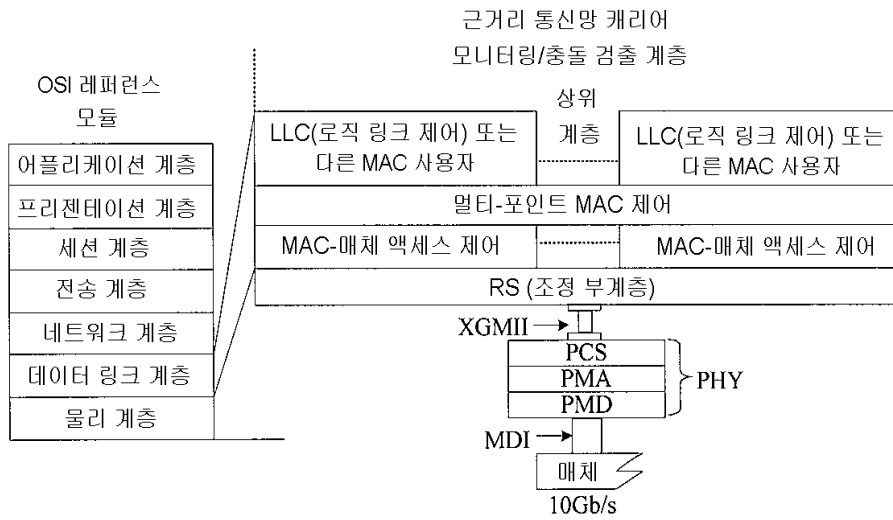 근거리 통신망 캐리어
모니터링/충돌 검출 계층
OSI 레퍼런스
모듈
어플리케이션 계층
프리젠테이션 계층
세션 계층
전송 계층
네트워크 계층
데이터 링크 계층
물리 계층
상위
계층
LLC(로직 링크 제어) 또는
다른 MAC 사용자
LLC(로직 링크 제어) 또는
다른 MAC 사용자
멀티-포인트 MAC 제어
MAC-매체 액세스 제어
MAC-매체 액세스 제어
RS (조정 부계층)
XGMII
PCS
PMA
PMD
PHY
MDI
매체
10Gb/s